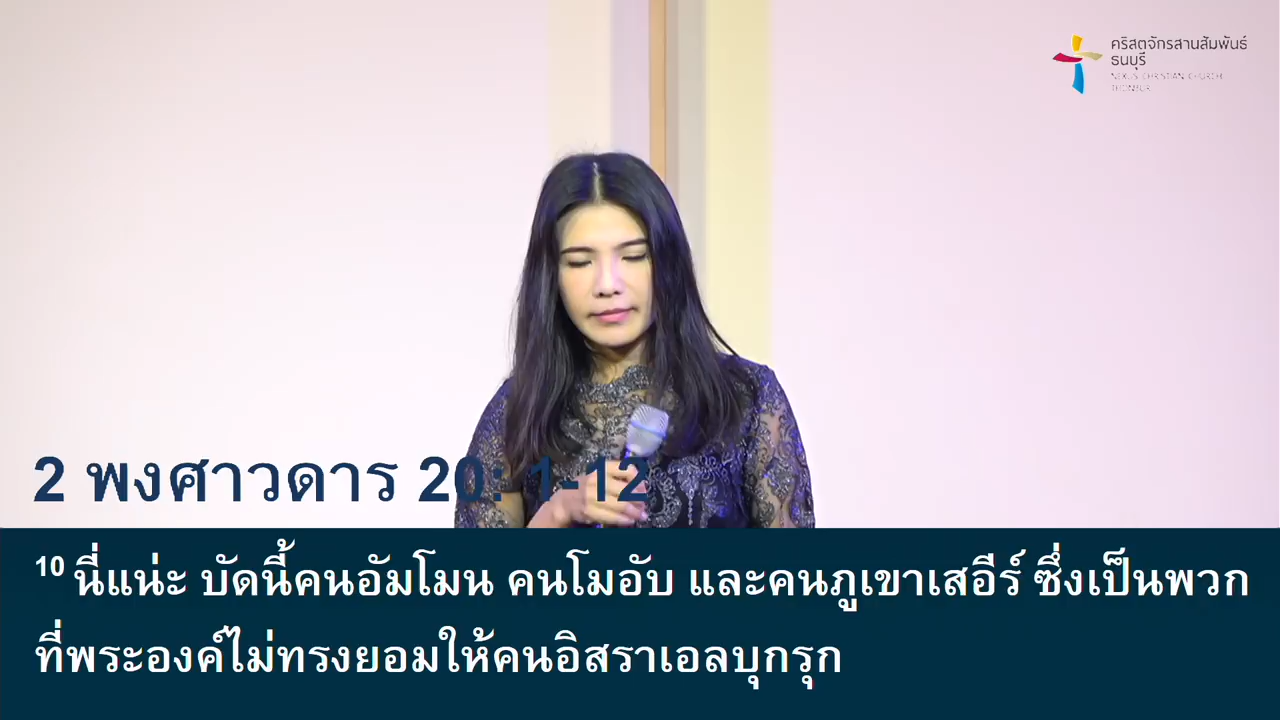 คริสตจักรสานสัมพันธ์
ธนบุรี
NEXUS CHRISTIAN CHURCH
THONBURI
2 พงศาวดาร 20: 1-12
10 นี่แน่ะ บัดนี้คนอัมโมน คนโมอับ และคนภูเขาเสอีร์ ซึ่งเป็นพวก
ที่พระองค์ไม่ทรงยอมให้คนอิสราเอลบุกรุก